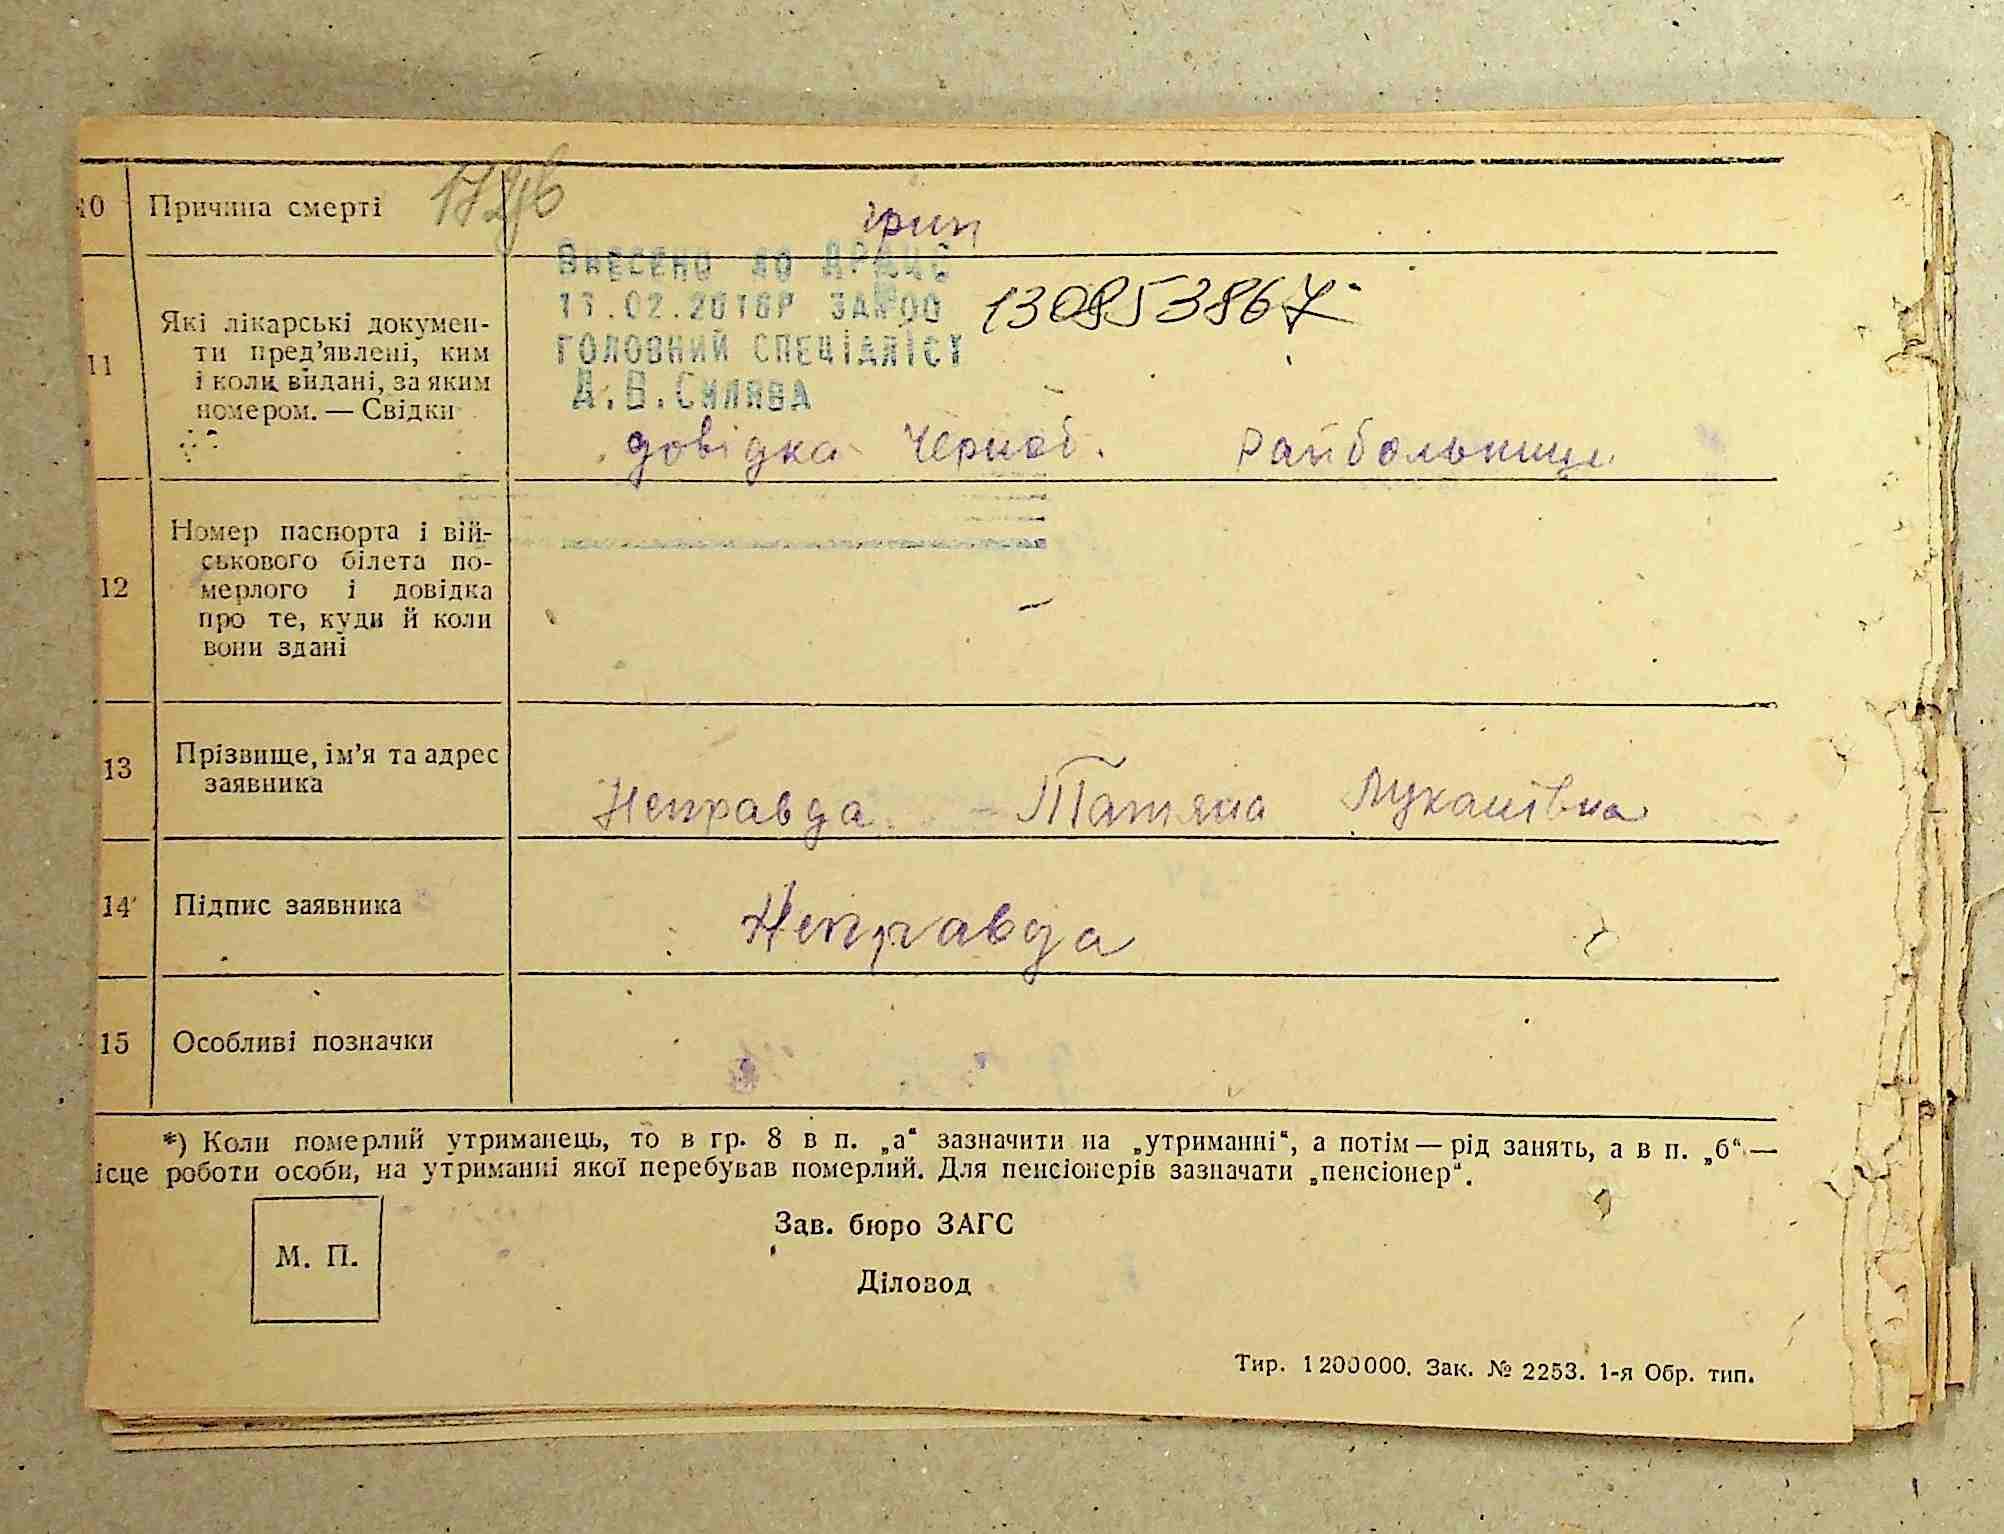 10 Причина смерті грип
Внесено до ДРАЦС
11.02.2016Р ЗА №00 130853867
Головний спеціаліст
А.В.Силява
11 Які лікарські докумен-
ти пред’явлені, ким
і коли видані, за яким
номером. — Свідки
довідка Черноб. Райбольниці
12 Номер паспорта і вій-
ськового білета по-
мерлого і довідка
про те, куди й коли
вони здані
–
13 Прізвище, ім’я та адрес
заявника
Неправда Татяна Лукашівна
14 Підпис заявника Неправда
15 Особливі позначки
*) Коли померлий утриманець, то в гр. 8 в п. „а“ зазначити на „утриманні“, а потім — рід занять, а в п. „б“ —
ісце роботи особи, на утриманні якої перебував померлий. Для пенсіонерів зазначати „пенсіонер“.
М. П.
Зав. бюро ЗАГС
Діловод
Тир. 1200000. Зак. № 2253. 1-я Обр. тип.